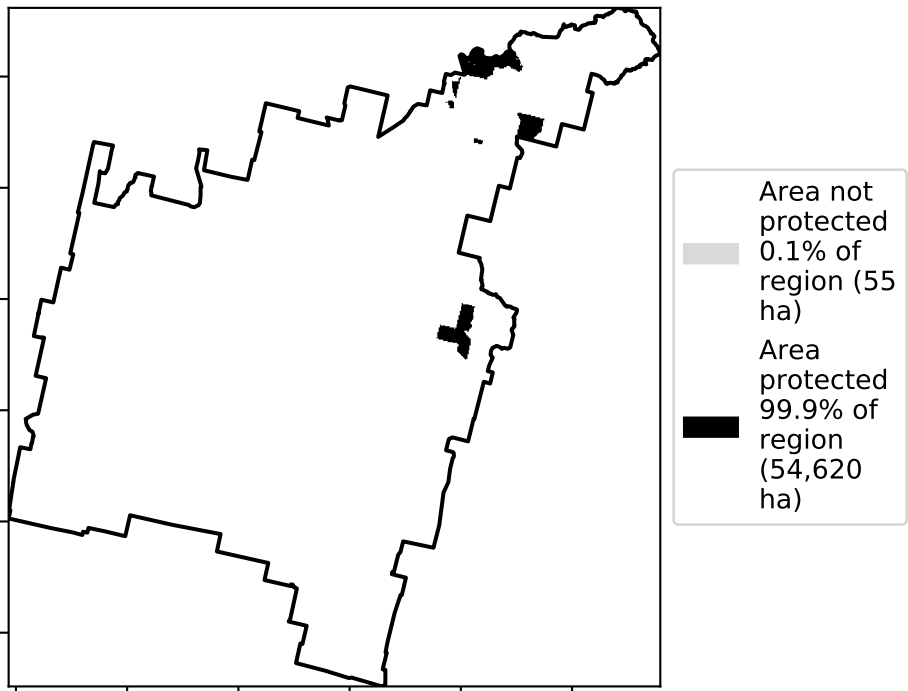 Area not
protected
0.1% of
region (55
ha)
Area
protected
99.9% of
region
(54,620
ha)